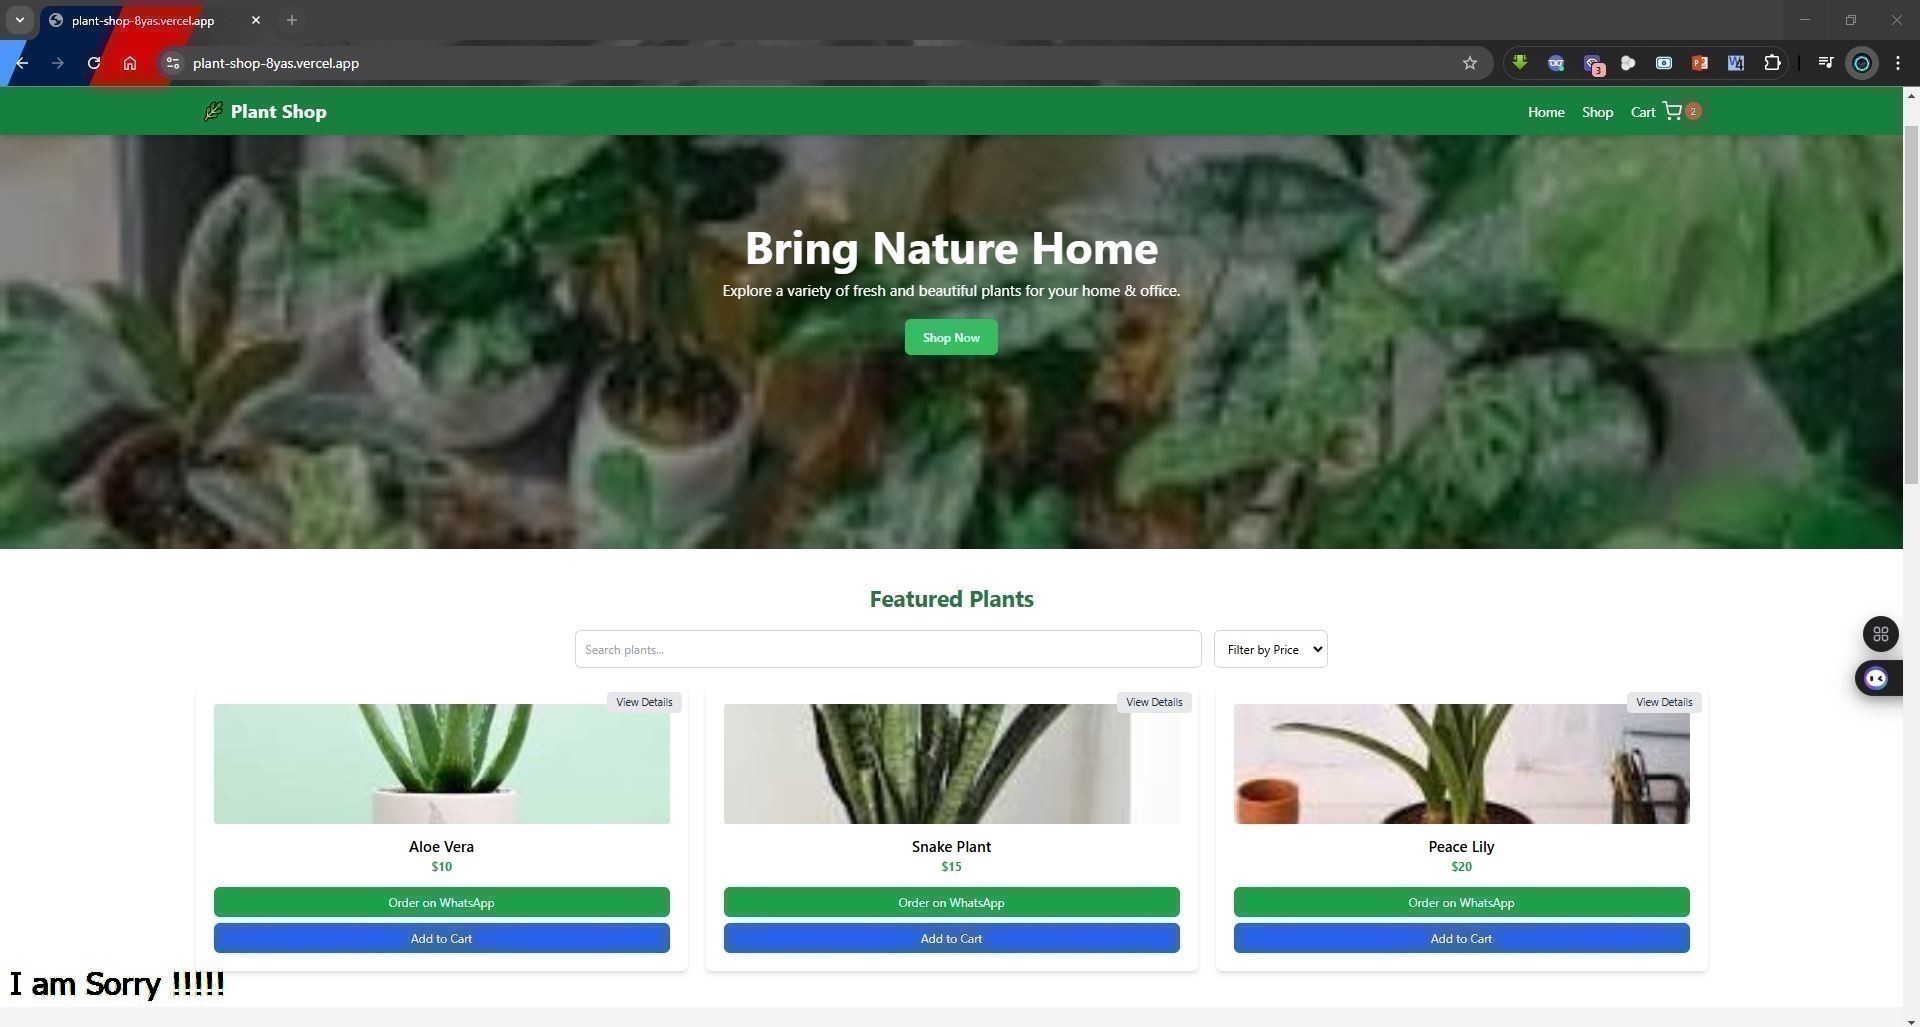 plant-shop-8yas.vercel.app
plant-shop-8yas.vercel.app
3
Plant Shop
Home Shop Cart 2
Bring Nature Home
Explore a variety of fresh and beautiful plants for your home & office.
Shop Now
Featured Plants
Search plants... Filter by Price
View Details View Details View Details
Aloe Vera Snake Plant Peace Lily
$10 $15 $20
Order on WhatsApp Order on WhatsApp Order on WhatsApp
Add to Cart Add to Cart Add to Cart
I am Sorry !!!!!